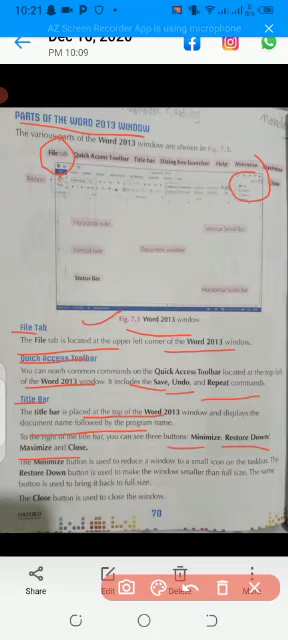 10:21
AZ Screen Recorder App is using microphone
Dec 10, 2020
PM 10:09
PARTS OF THE WORD 2013 WINDOW
The various parts of the Word 2013 window are shown in Fig. 7.3.
File tab Quick Access Toolbar Title bar Dialog box launcher Help Minimize Maximize
Ribbon Close
Horizontal ruler
Vertical Scroll Bar
Vertical ruler Document window
Status Bar
Horizontal Scroll Bar
Fig. 7.3 Word 2013 window
File Tab
The File tab is located at the upper left corner of the Word 2013 window.
Quick Access Toolbar
You can reach common commands on the Quick Access Toolbar located at the top left
of the Word 2013 window. It includes the Save, Undo, and Repeat commands.
Title Bar
The title bar is placed at the top of the Word 2013 window and displays the
document name followed by the program name.
To the right of the title bar, you can see three buttons: Minimize, Restore Down/
Maximize and Close.
The Minimize button is used to reduce a window to a small icon on the taskbar. The
Restore Down button is used to make the window smaller than full size. The same
button is used to bring it back to full size.
The Close button is used to close the window.
OXFORD 70
Share Edit Delete More